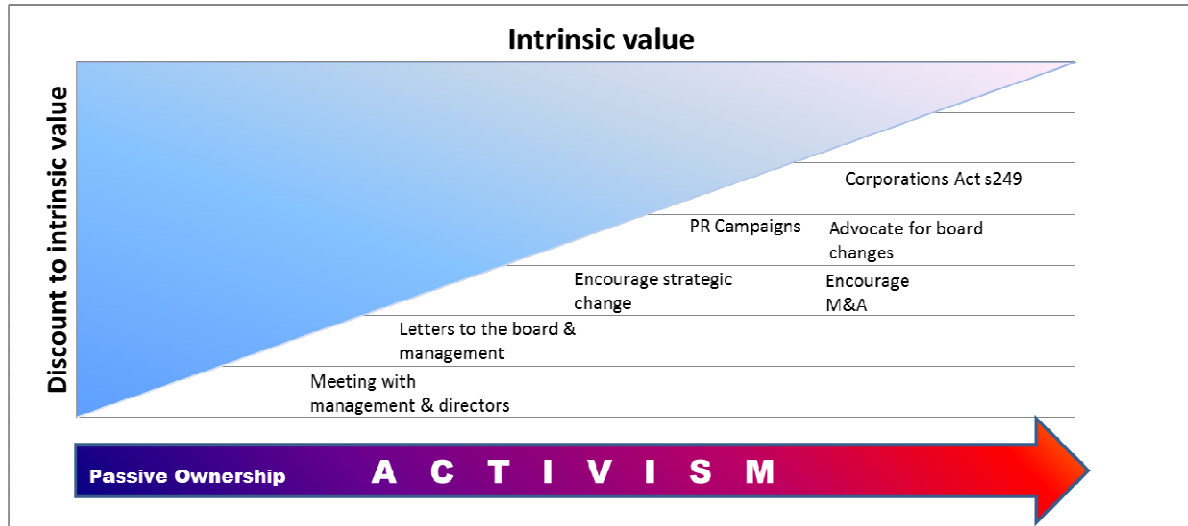 Intrinsic value
Discount to intrinsic value
Corporations Act s249
PR Campaigns
Advocate for board
changes
Encourage strategic
change
Encourage
M&A
Letters to the board &
management
Meeting with
management & directors
Passive Ownership
A C T I V I S M